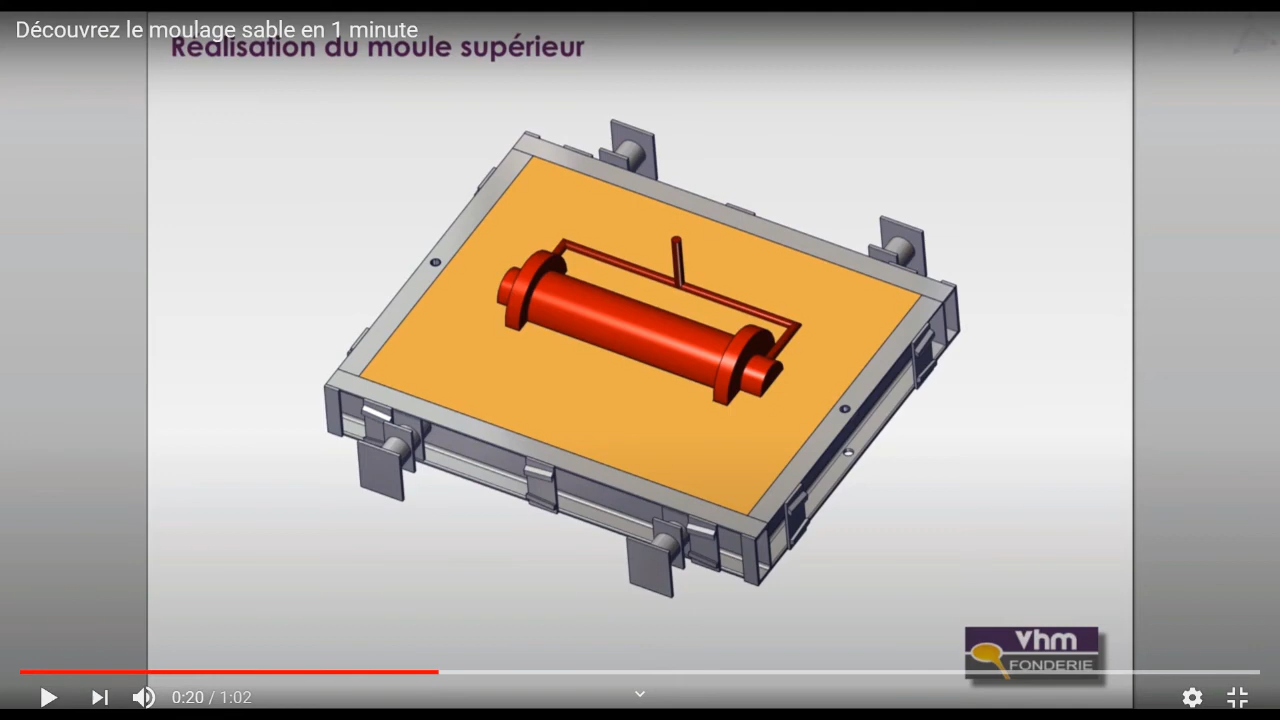 Découvrez le moulage sable en 1 minute
Réalisation du moule supérieur
vhm
FONDERIE
0:20 / 1:02